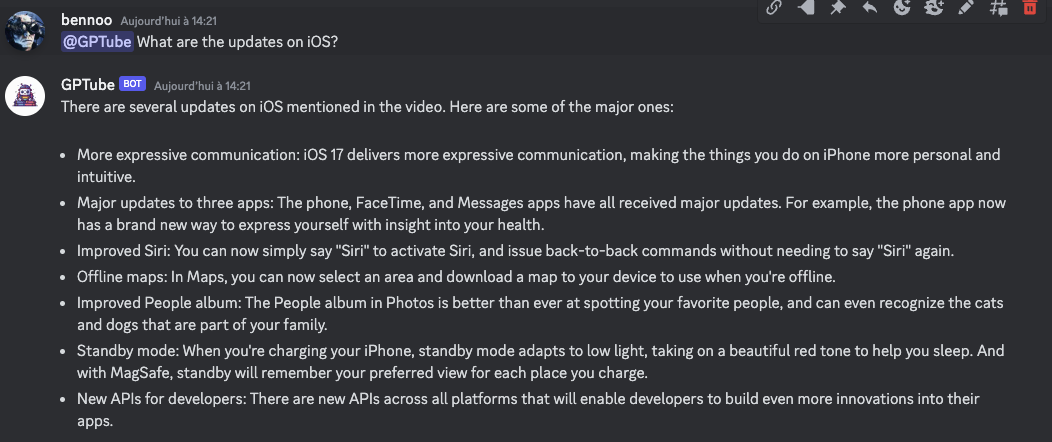 bennoo Aujourd'hui à 14:21
@GPTube What are the updates on iOS?
GPTube BOT Aujourd'hui à 14:21
There are several updates on iOS mentioned in the video. Here are some of the major ones:
• More expressive communication: iOS 17 delivers more expressive communication, making the things you do on iPhone more personal and
intuitive.
• Major updates to three apps: The phone, FaceTime, and Messages apps have all received major updates. For example, the phone app now
has a brand new way to express yourself with insight into your health.
• Improved Siri: You can now simply say "Siri" to activate Siri, and issue back-to-back commands without needing to say "Siri" again.
• Offline maps: In Maps, you can now select an area and download a map to your device to use when you're offline.
• Improved People album: The People album in Photos is better than ever at spotting your favorite people, and can even recognize the cats
and dogs that are part of your family.
• Standby mode: When you're charging your iPhone, standby mode adapts to low light, taking on a beautiful red tone to help you sleep. And
with MagSafe, standby will remember your preferred view for each place you charge.
• New APIs for developers: There are new APIs across all platforms that will enable developers to build even more innovations into their
apps.